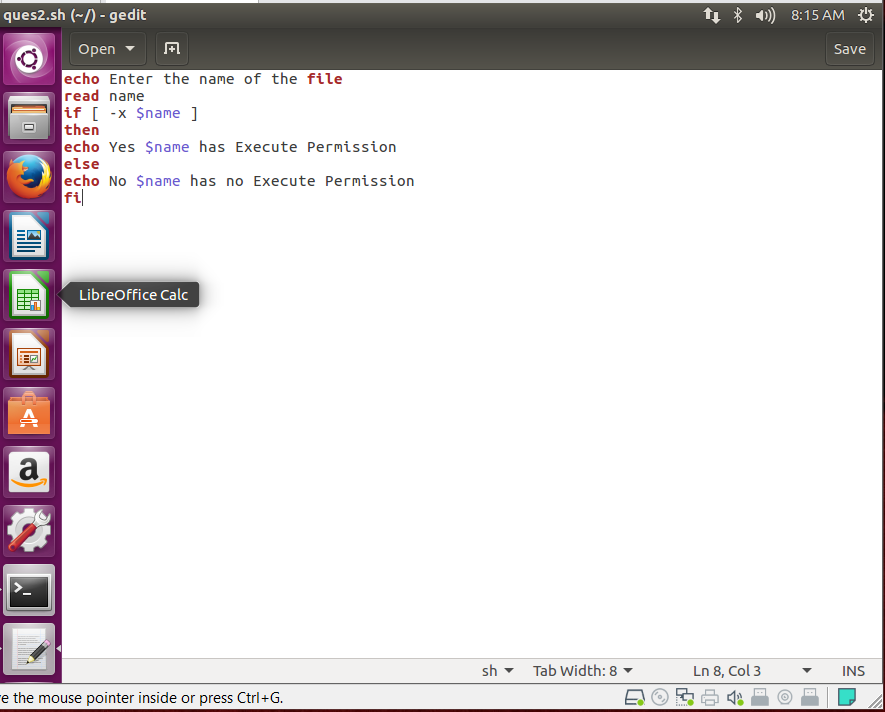 ques2.sh (~/) - gedit
8:15 AM
Open
Save
echo Enter the name of the file
read name
if [ -x $name ]
then
echo Yes $name has Execute Permission
else
echo No $name has no Execute Permission
fi
LibreOffice Calc
sh
Tab Width: 8
Ln 8, Col 3
INS
e the mouse pointer inside or press Ctrl+G.